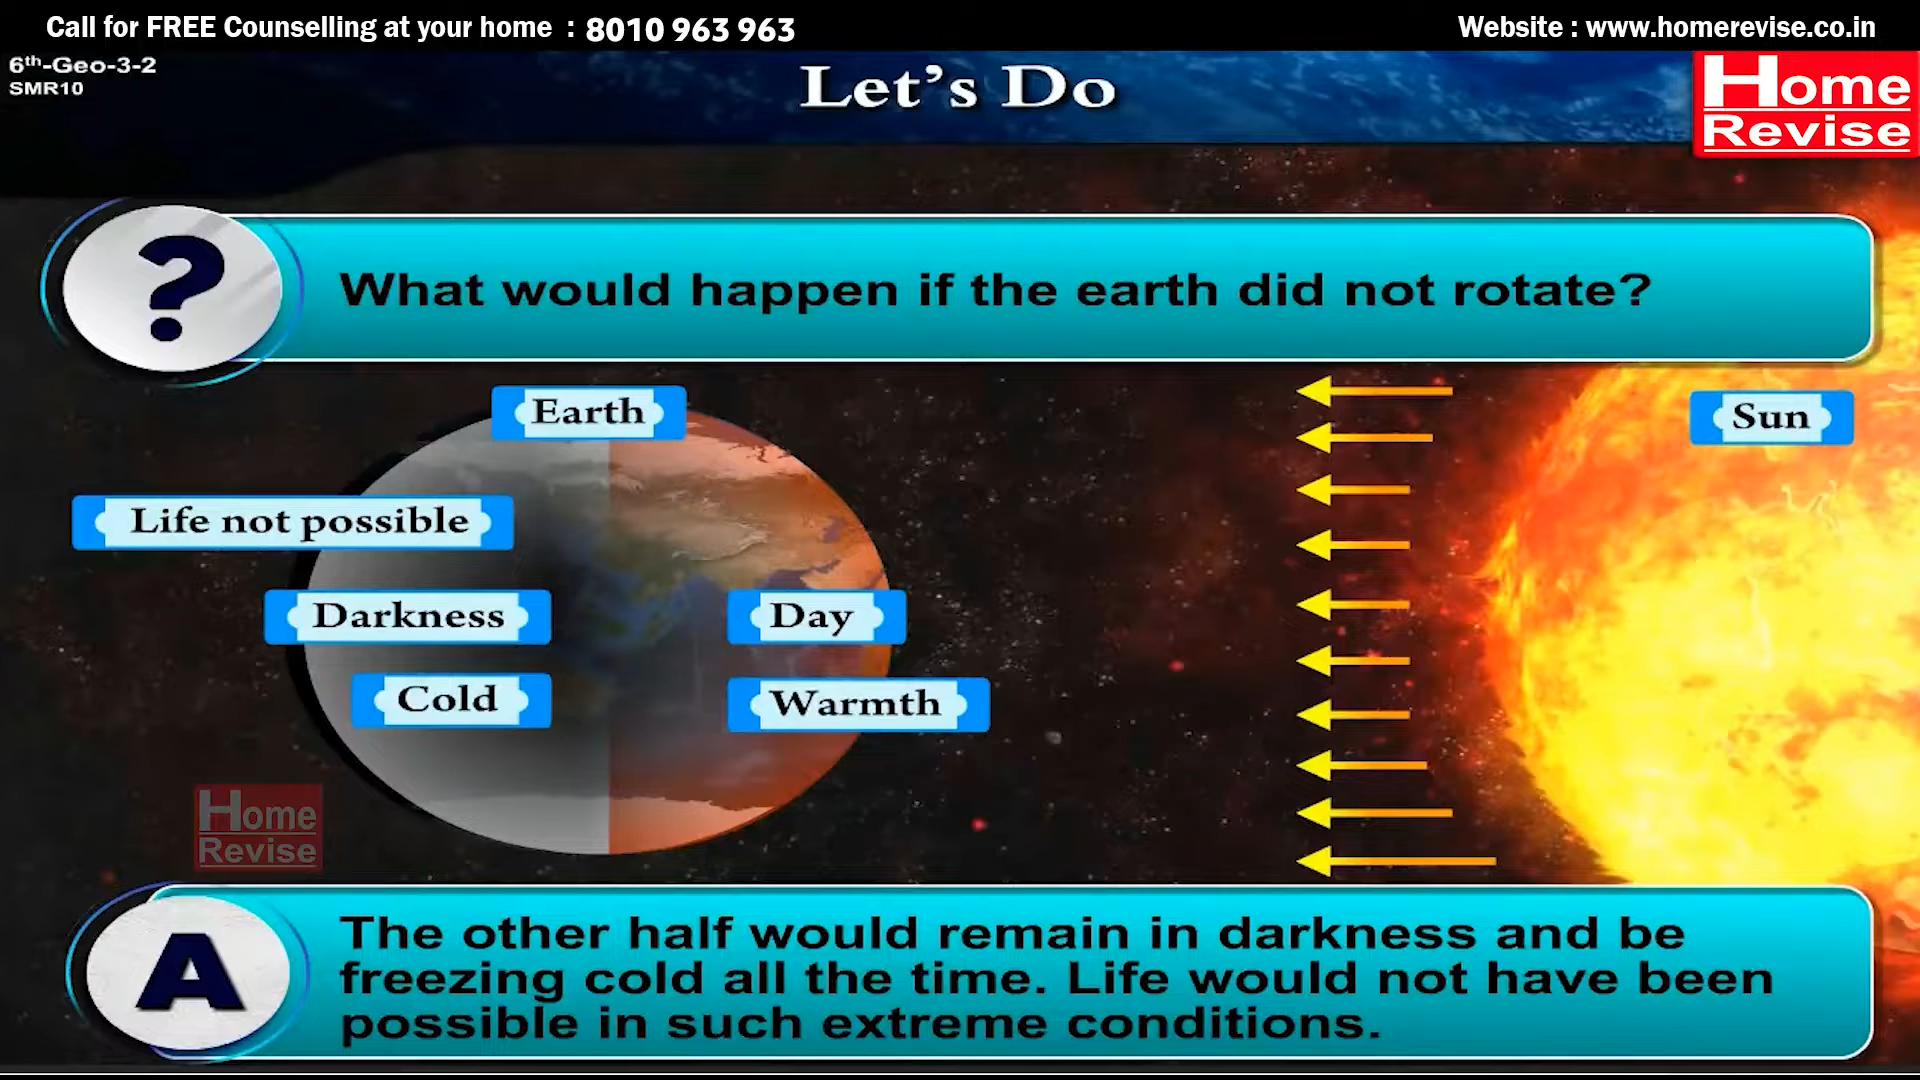 Call for FREE Counselling at your home : 8010 963 963
Website : www.homerevise.co.in
6th-Geo-3-2
SMR10
Let's Do
Home
Revise
?
What would happen if the earth did not rotate?
Earth
Sun
Life not possible
Darkness
Day
Cold
Warmth
Home
Revise
A
The other half would remain in darkness and be
freezing cold all the time. Life would not have been
possible in such extreme conditions.